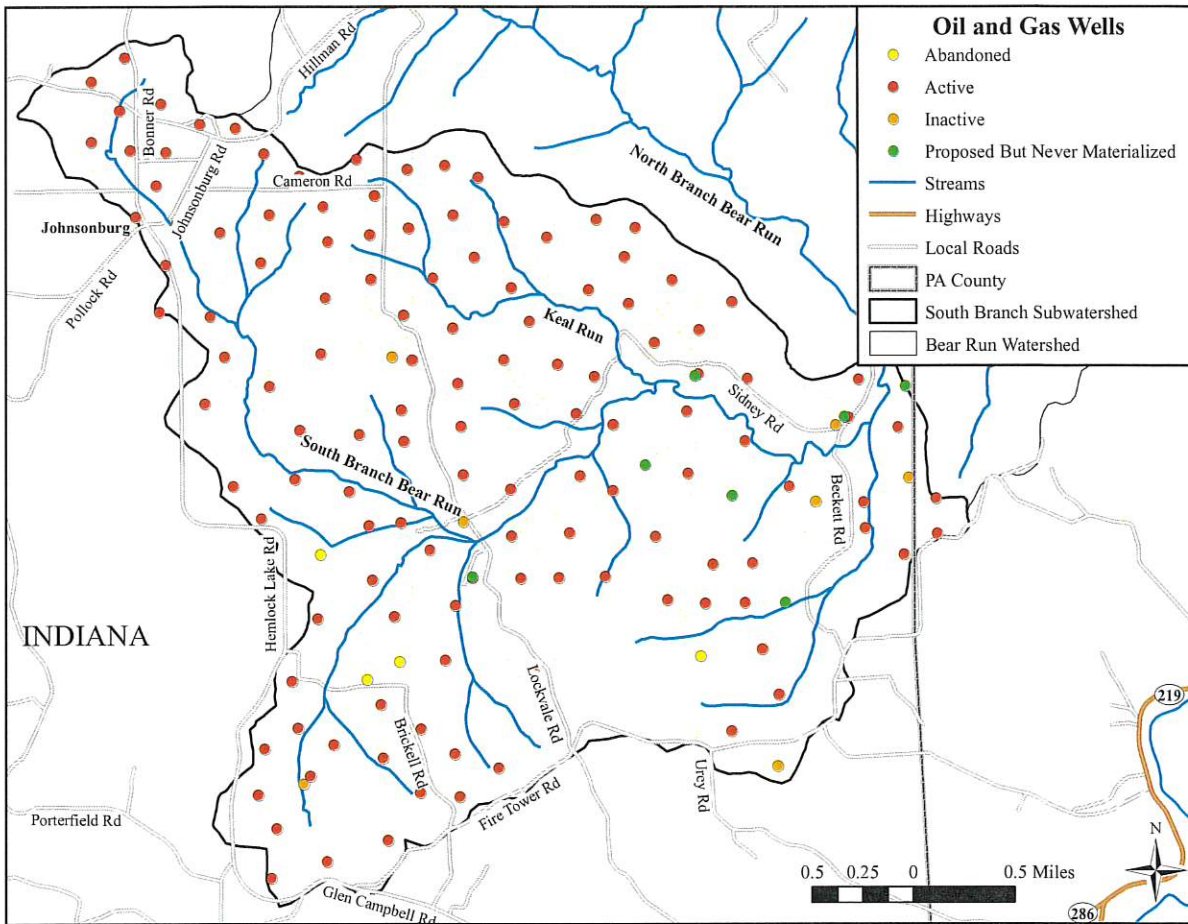 Oil and Gas Wells
Abandoned
Active
Inactive
Proposed But Never Materialized
Streams
Highways
Local Roads
PA County
South Branch Subwatershed
Bear Run Watershed
Hillman Rd
Bonner Rd
Johnsonburg Rd
Cameron Rd
North Branch Bear Run
Johnsonburg
Pollock Rd
Keal Run
Sidney Rd
South Branch Bear Run
Beckett Rd
Hemlock Lake Rd
INDIANA
Lockvale Rd
219
Brickell Rd
Urey Rd
Fire Tower Rd
Porterfield Rd
N
0.5 0.25 0 0.5 Miles
Glen Campbell Rd
286